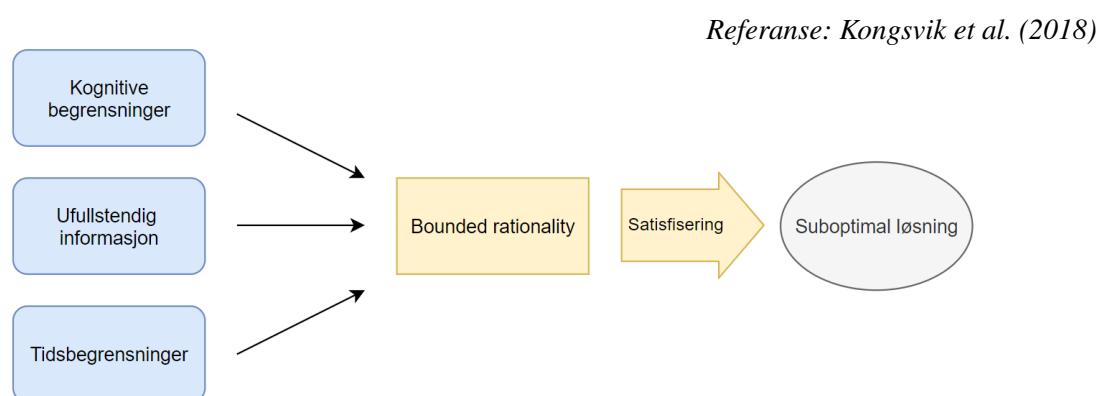 Referanse: Kongsvik et al. (2018)
Kognitive
begrensninger
Ufullstendig
informasjon
Tidsbegrensninger
Bounded rationality
Satisfisering
Suboptimal løsning